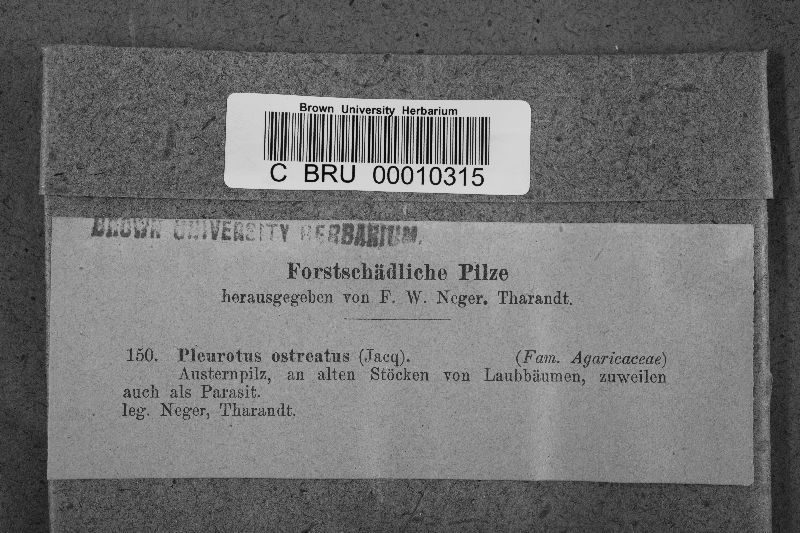 Brown University Herbarium
C BRU 00010315
BROWN UNIVERSITY HERBARIUM.
Forstschädliche Pilze
herausgegeben von F. W. Neger. Tharandt.
150. Pleurotus ostreatus (Jacq). (Fam. Agaricaceae)
Austernpilz, an alten Stöcken von Laubbäumen, zuweilen
auch als Parasit.
leg. Neger, Tharandt.